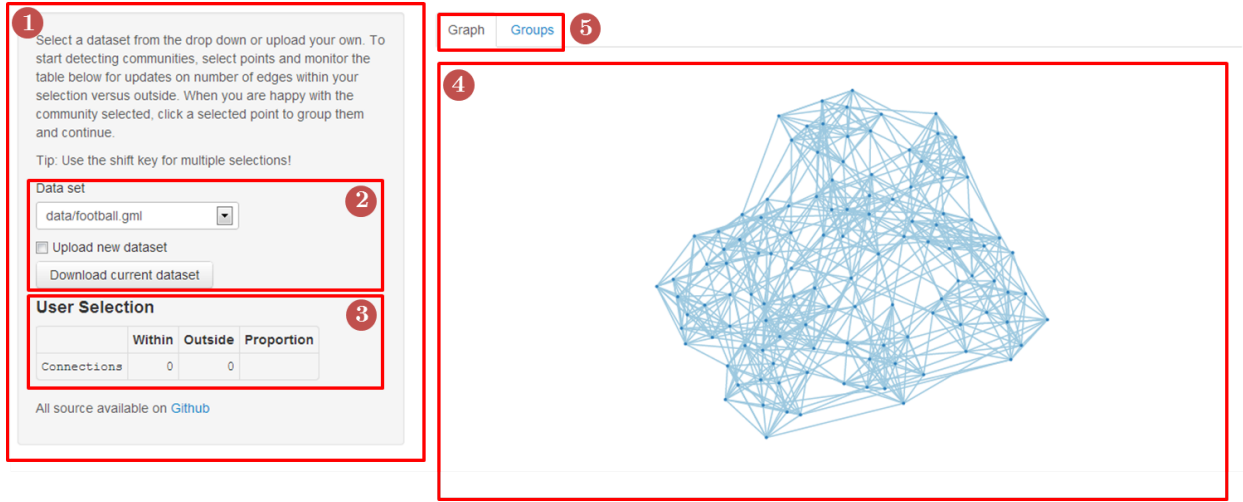 1
Select a dataset from the drop down or upload your own. To
start detecting communities, select points and monitor the
table below for updates on number of edges within your
selection versus outside. When you are happy with the
community selected, click a selected point to group them
and continue.
Tip: Use the shift key for multiple selections!
2
Data set
data/football.gml
Upload new dataset
Download current dataset
3
User Selection
Within Outside Proportion
Connections 0 0
All source available on Github
Graph Groups 5
4